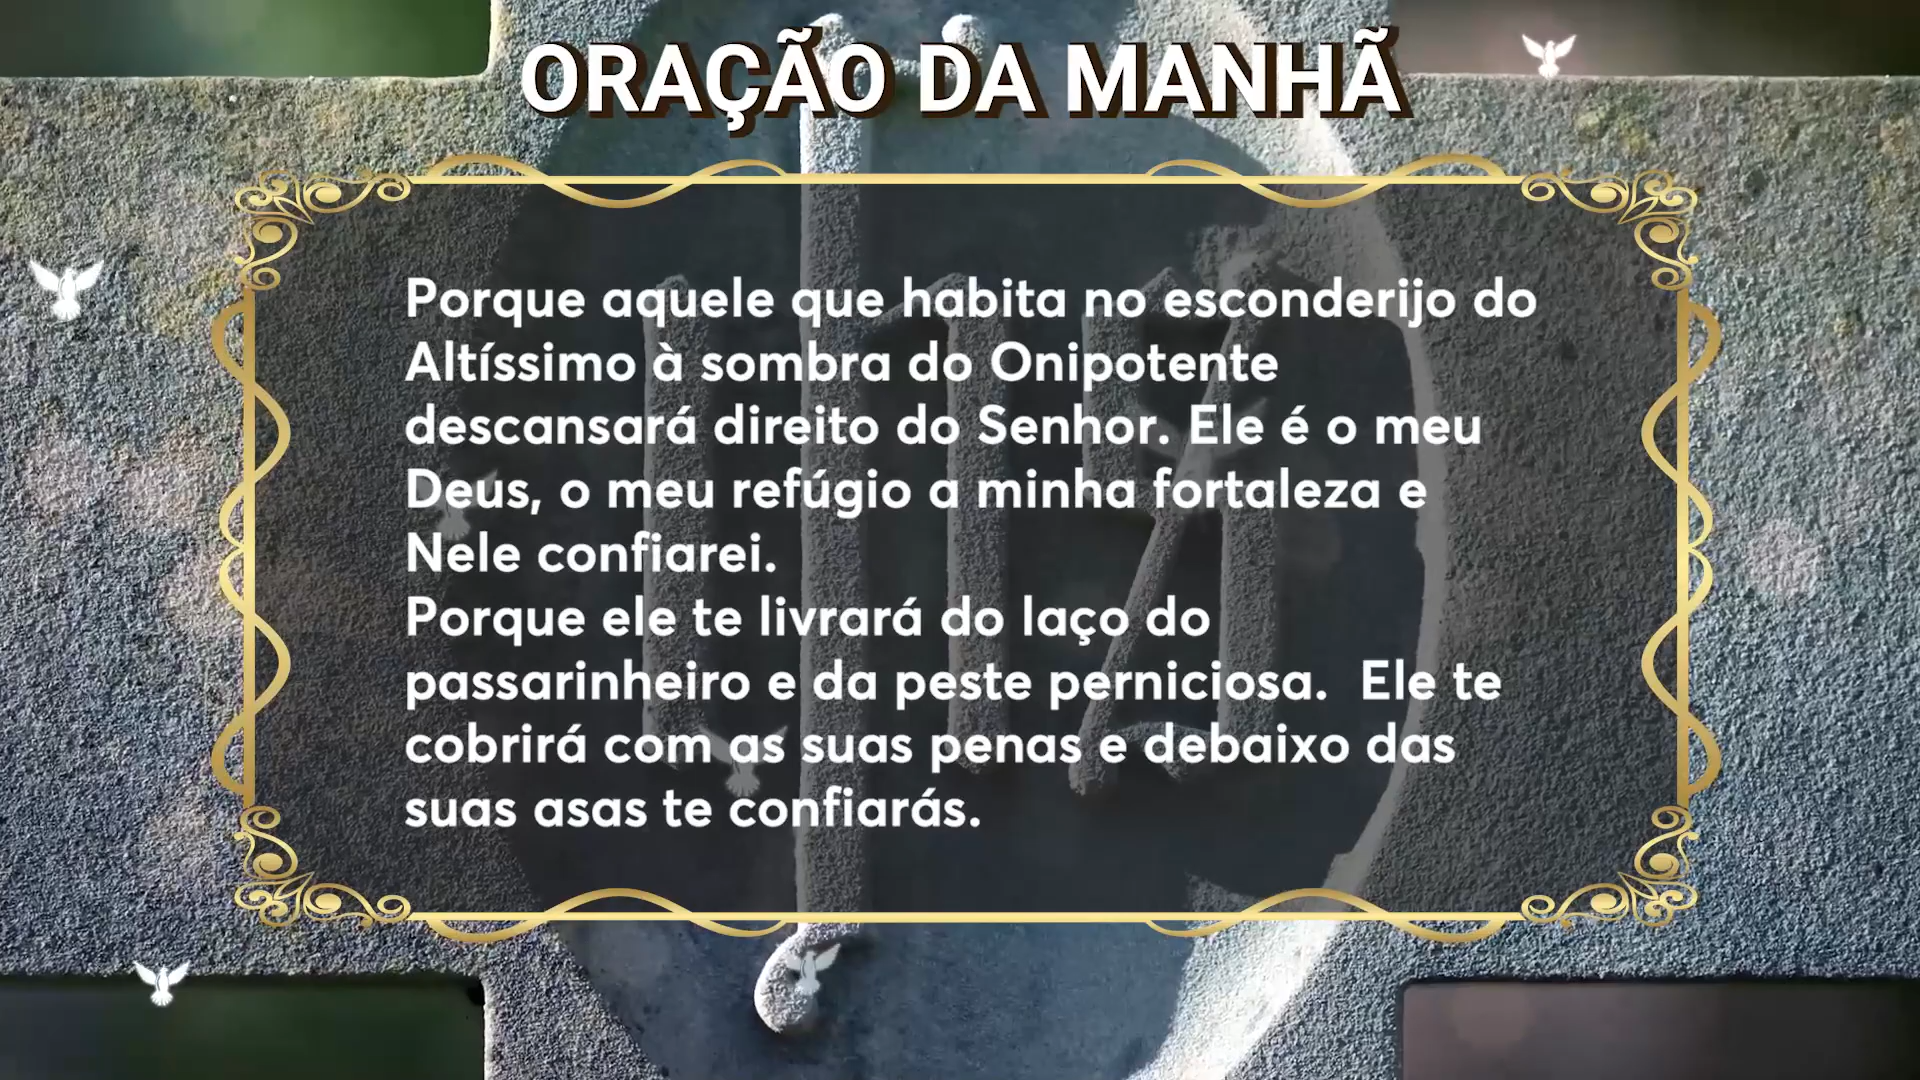 ORAÇÃO DA MANHÃ
Porque aquele que habita no esconderijo do
Altíssimo à sombra do Onipotente
descansará direito do Senhor. Ele é o meu
Deus, o meu refúgio a minha fortaleza e
Nele confiarei.
Porque ele te livrará do laço do
passarinheiro e da peste perniciosa.  Ele te
cobrirá com as suas penas e debaixo das
suas asas te confiarás.